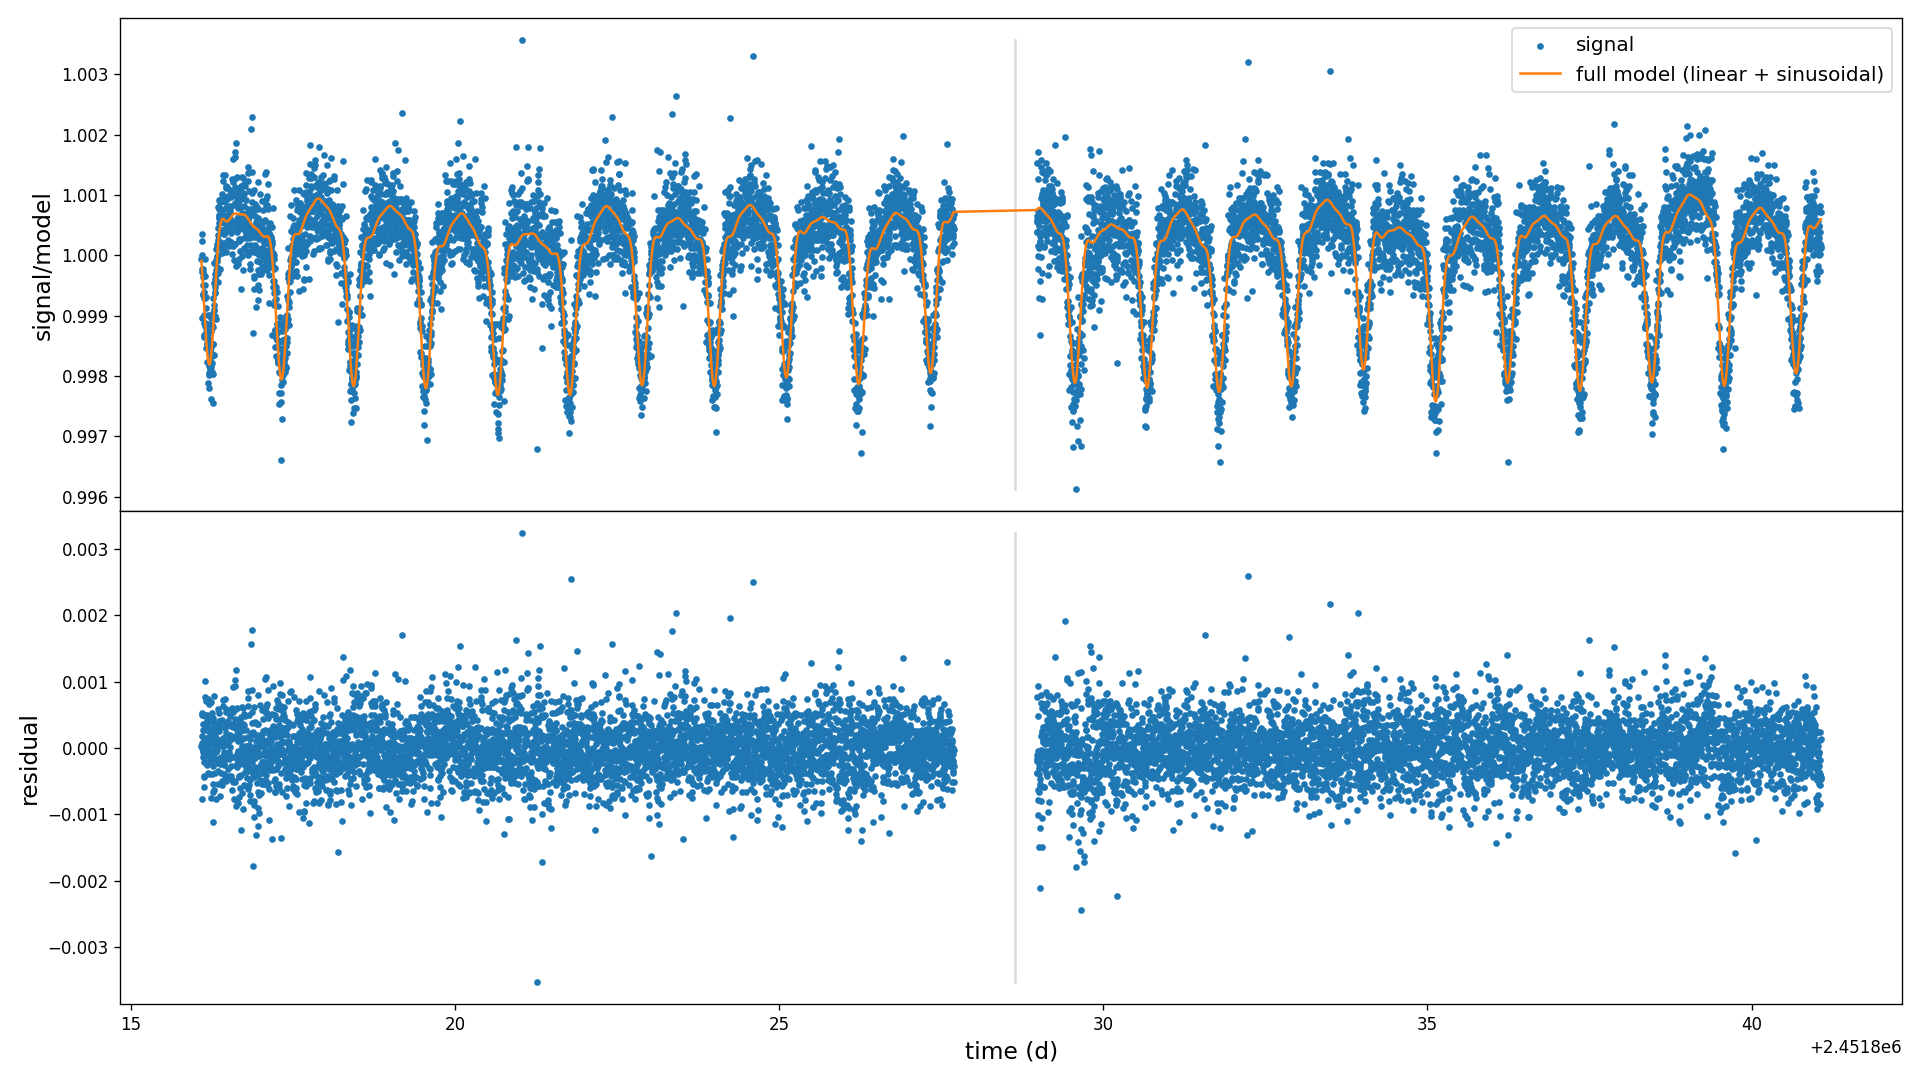 signal
full model (linear + sinusoidal)
signal/model
1.003
1.002
1.001
1.000
0.999
0.998
0.997
0.996
residual
0.003
0.002
0.001
0.000
−0.001
−0.002
−0.003
15 20 25 30 35 40
time (d)
+2.4518e6